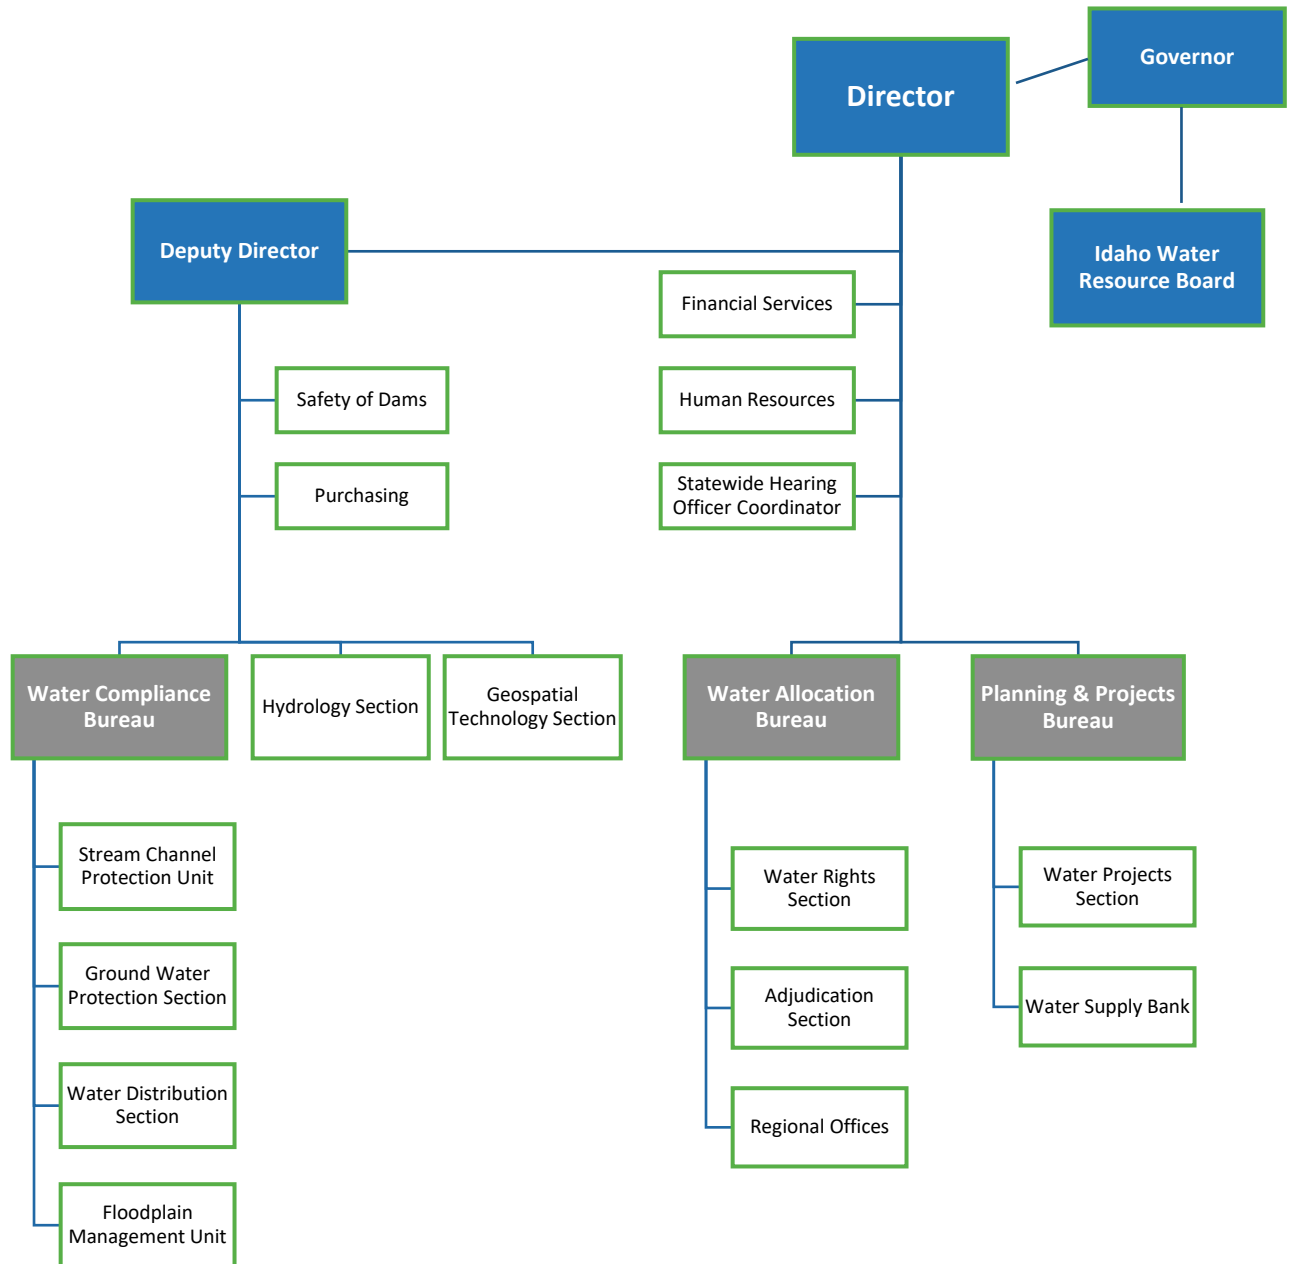 Governor
Director
Deputy Director
Idaho Water
Resource Board
Financial Services
Safety of Dams
Human Resources
Purchasing
Statewide Hearing
Officer Coordinator
Water Compliance
Bureau
Hydrology Section
Geospatial
Technology Section
Water Allocation
Bureau
Planning & Projects
Bureau
Stream Channel
Protection Unit
Ground Water
Protection Section
Water Distribution
Section
Floodplain
Management Unit
Water Rights
Section
Adjudication
Section
Regional Offices
Water Projects
Section
Water Supply Bank